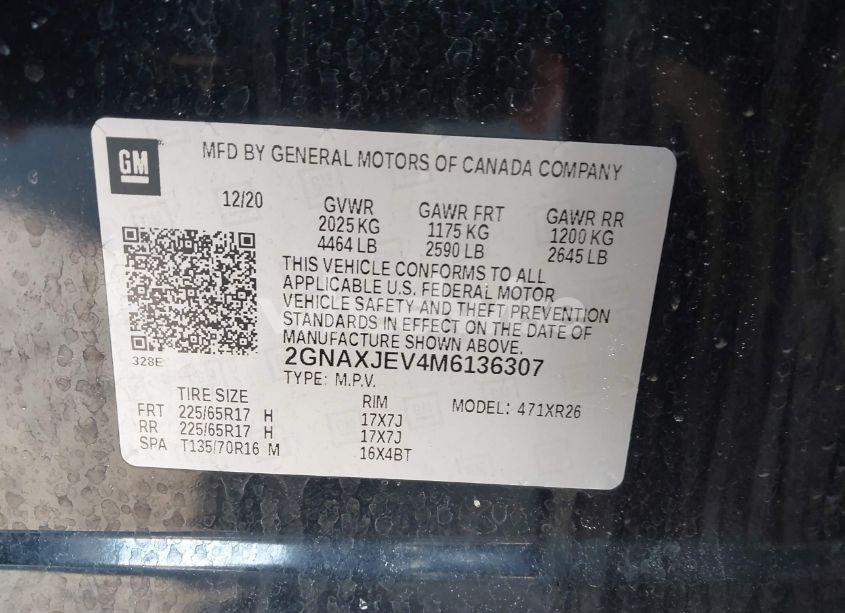 GM
MFD BY GENERAL MOTORS OF CANADA COMPANY
12/20
GVWR
2025 KG
4464 LB
GAWR FRT
1175 KG
2590 LB
GAWR RR
1200 KG
2645 LB
THIS VEHICLE CONFORMS TO ALL
APPLICABLE U.S. FEDERAL MOTOR
VEHICLE SAFETY AND THEFT PREVENTION
STANDARDS IN EFFECT ON THE DATE OF
MANUFACTURE SHOWN ABOVE.
328E
2GNAXJEV4M6136307
TYPE: M.P.V.
TIRE SIZE RIM MODEL: 471XR26
FRT 225/65R17 H 17X7J
RR 225/65R17 H 17X7J
SPA T135/70R16 M 16X4BT